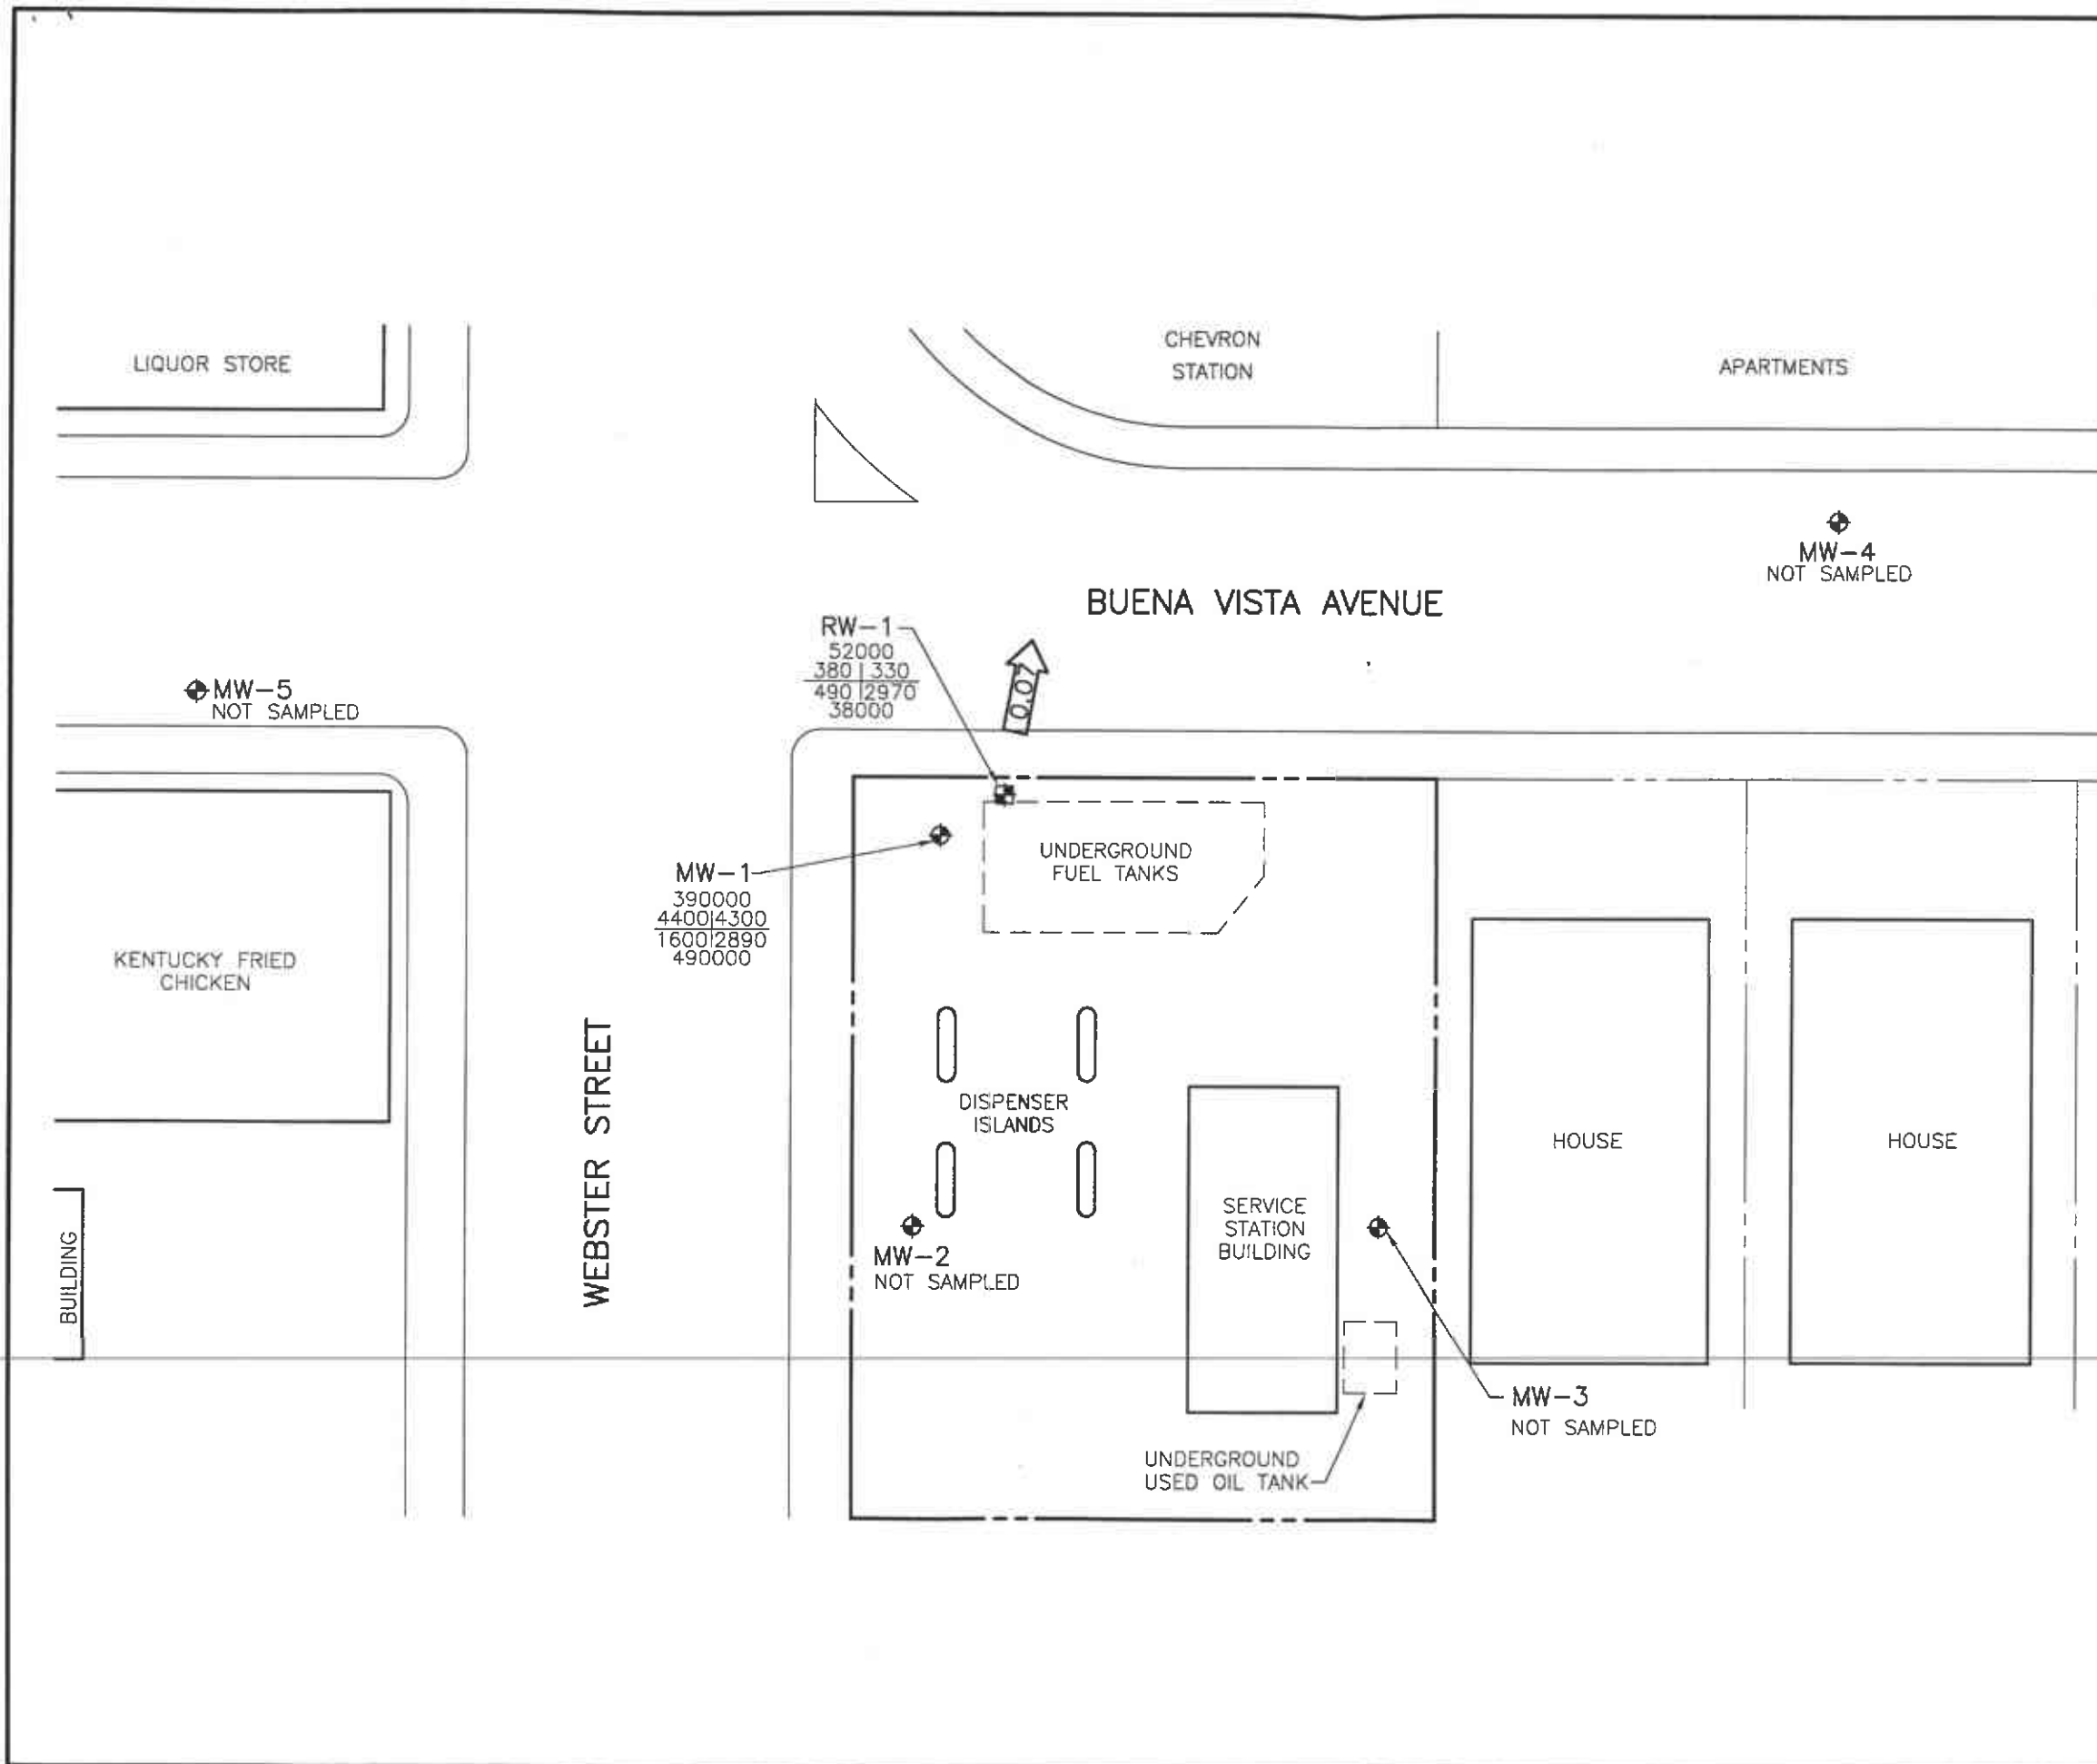 LIQUOR STORE
CHEVRON
STATION
APARTMENTS
MW-4
NOT SAMPLED
BUENA VISTA AVENUE
RW-1
52000
380 | 330
490 | 2970
38000
0.07
MW-5
NOT SAMPLED
UNDERGROUND
FUEL TANKS
MW-1
390000
4400|4300
1600|2890
490000
KENTUCKY FRIED
CHICKEN
WEBSTER STREET
DISPENSER
ISLANDS
HOUSE
HOUSE
SERVICE
STATION
BUILDING
BUILDING
MW-2
NOT SAMPLED
MW-3
NOT SAMPLED
UNDERGROUND
USED OIL TANK